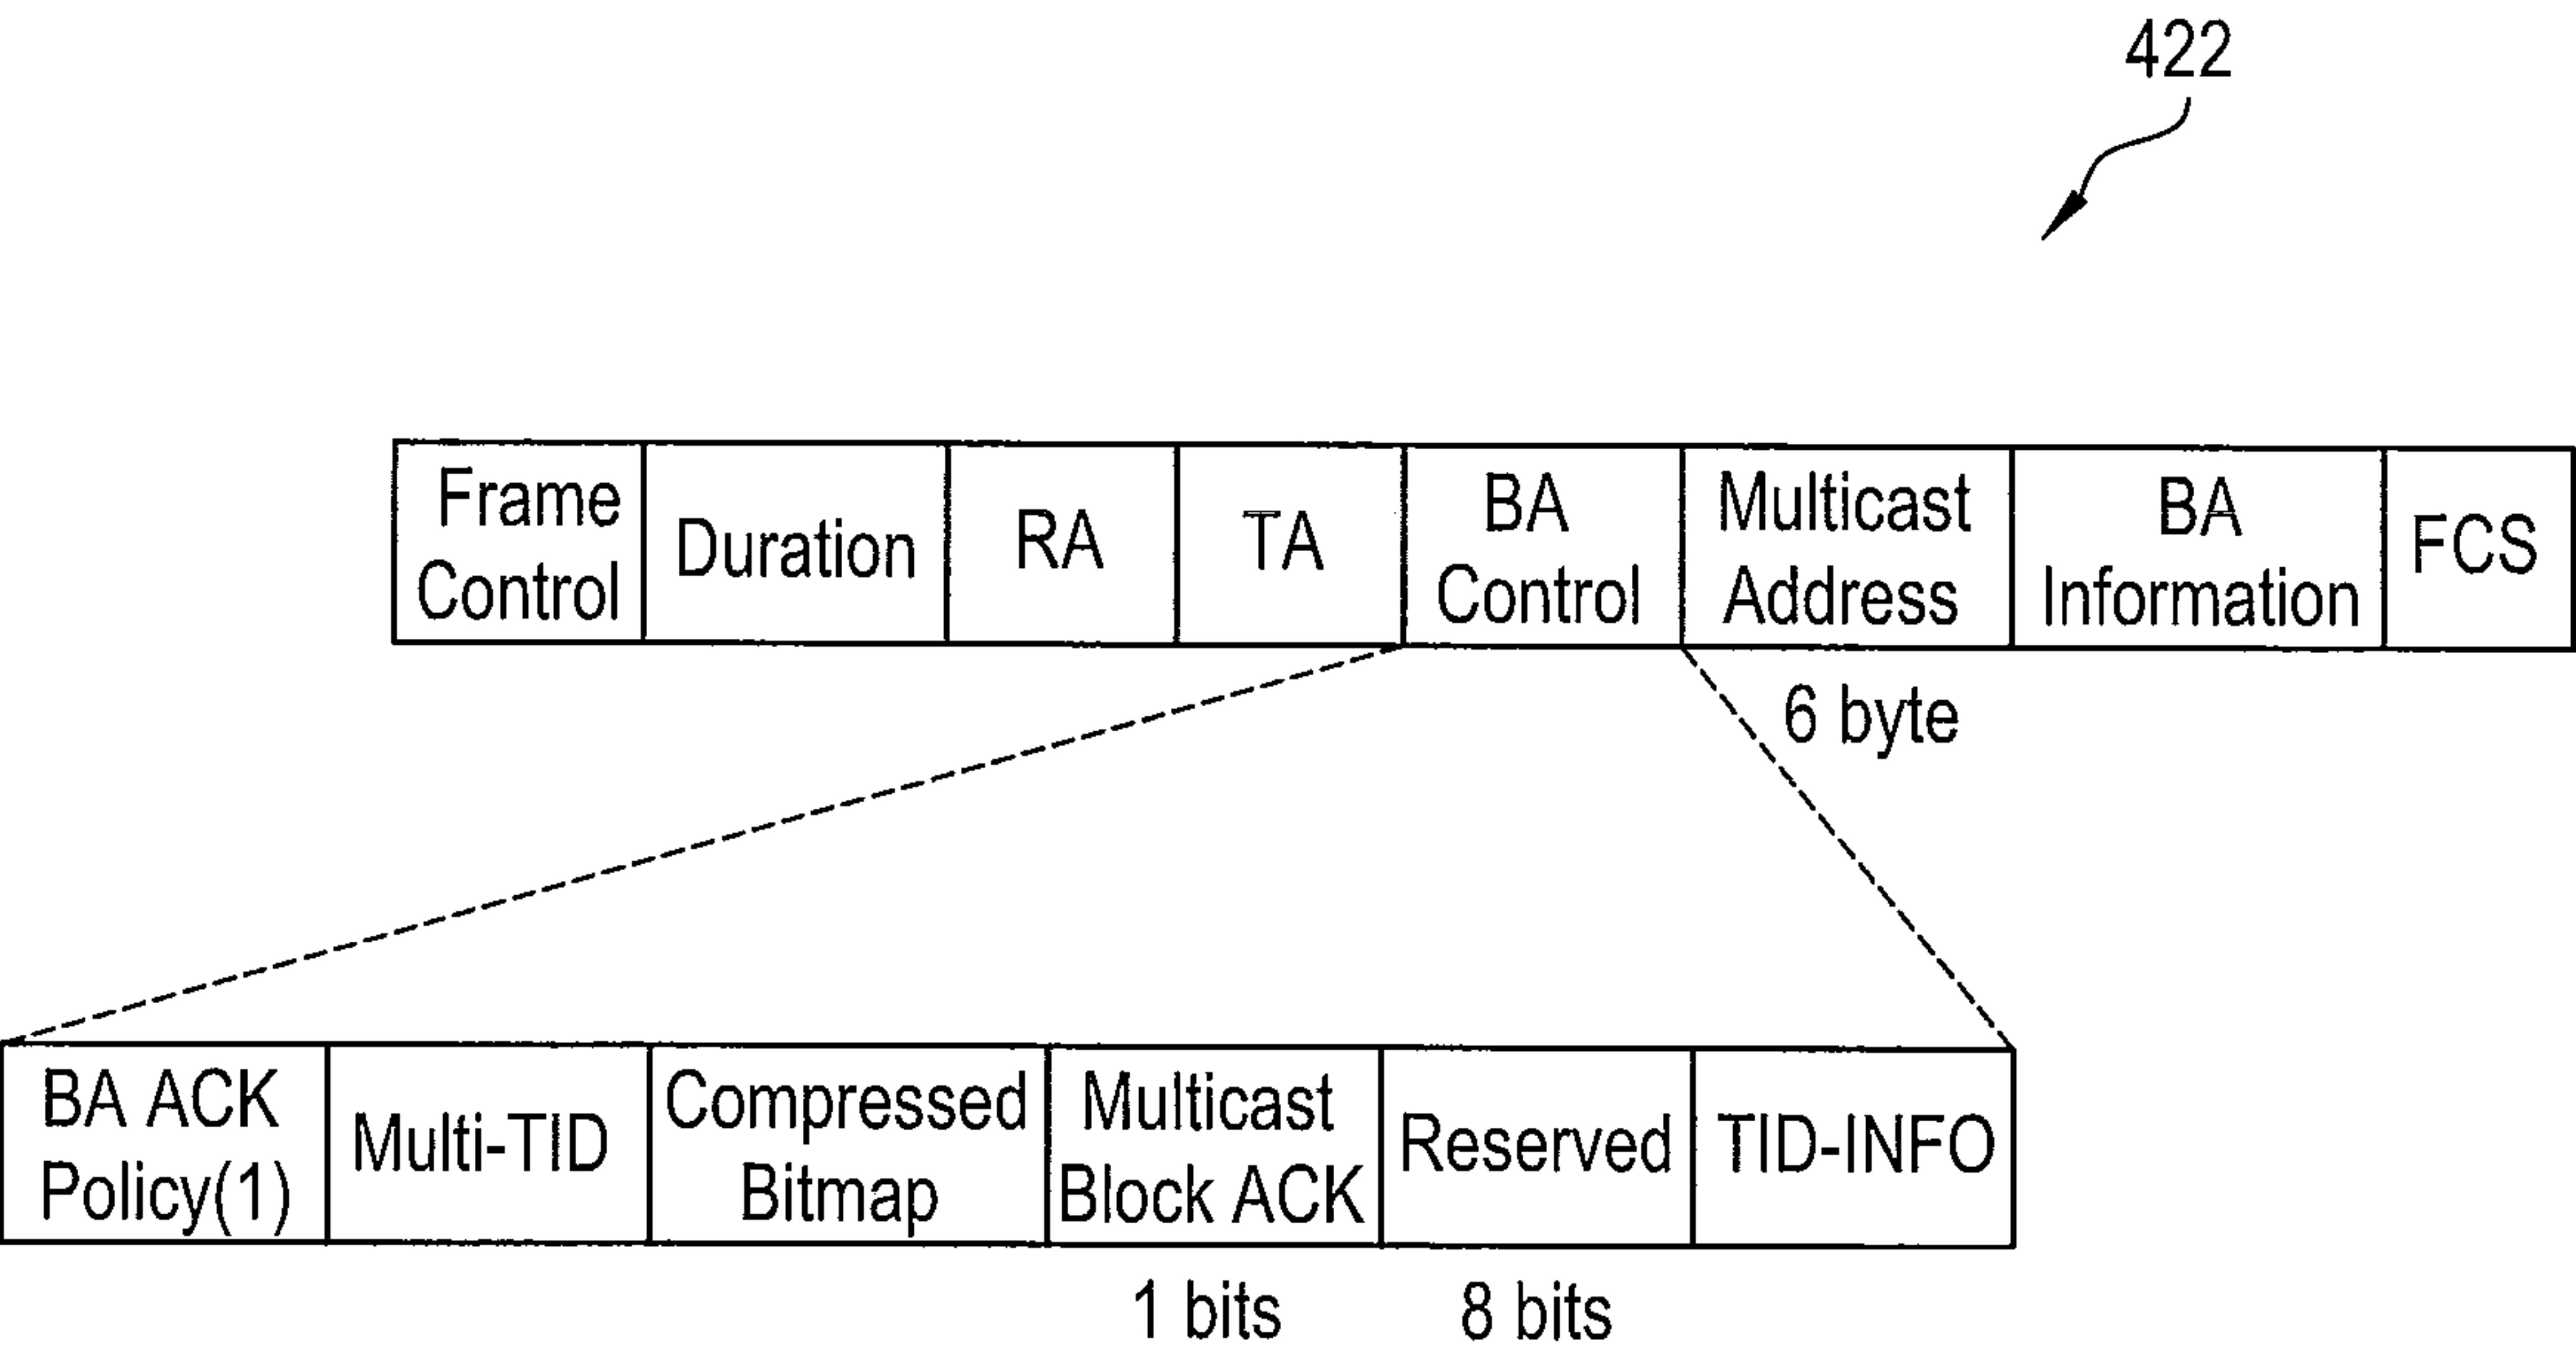 422
Frame
Control
Duration
RA
TA
BA
Control
Multicast
Address
BA
Information
FCS
6 byte
BA ACK
Policy(1)
Multi-TID
Compressed
Bitmap
Multicast
Block ACK
Reserved
TID-INFO
1 bits
8 bits